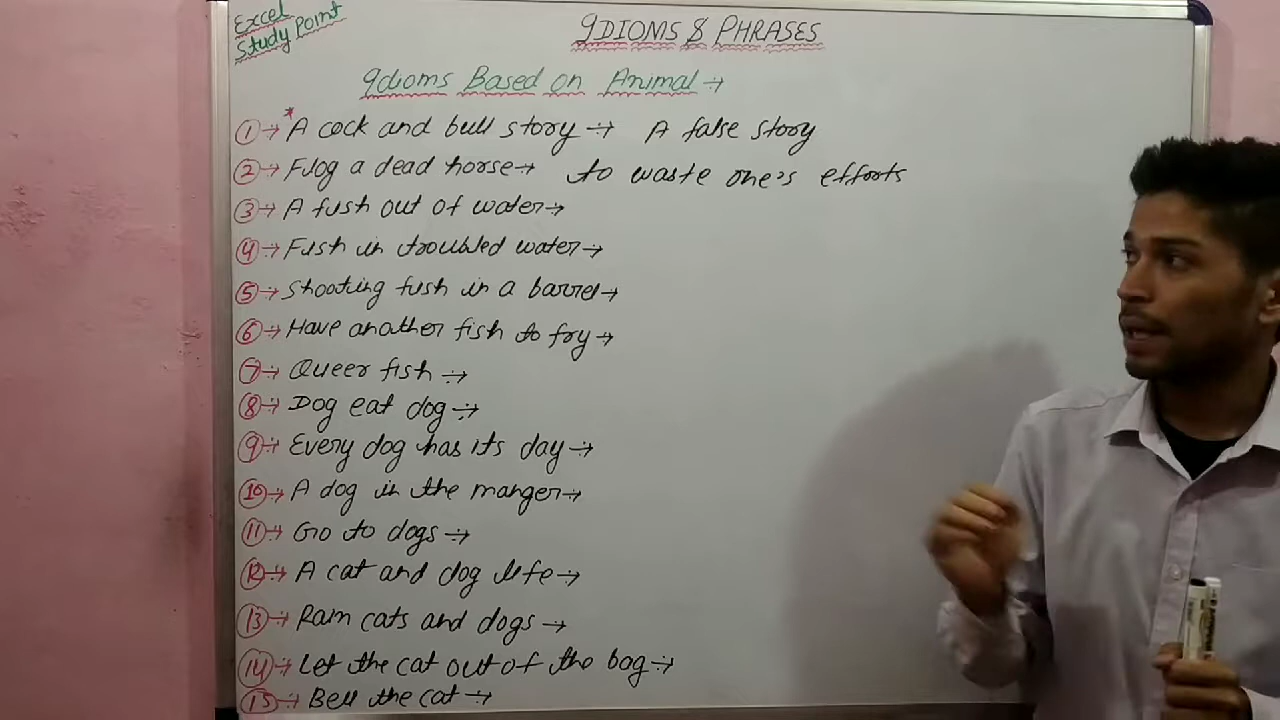 Excel
Study Point
IDIOMS & PHRASES
Idioms Based on Animal →
① → * A cock and bull story → A false story
② → Flog a dead horse → to waste one's efforts
③ → A fish out of water →
④ → Fish in troubled water →
⑤ → Shooting fish in a barrel →
⑥ → Have another fish to fry →
⑦ → Queer fish →
⑧ → Dog eat dog →
⑨ → Every dog has its day →
⑩ → A dog in the manger →
⑪ → Go to dogs →
⑫ → A cat and dog life →
⑬ → Rain cats and dogs →
⑭ → Let the cat out of the bag →
⑮ → Bell the cat →